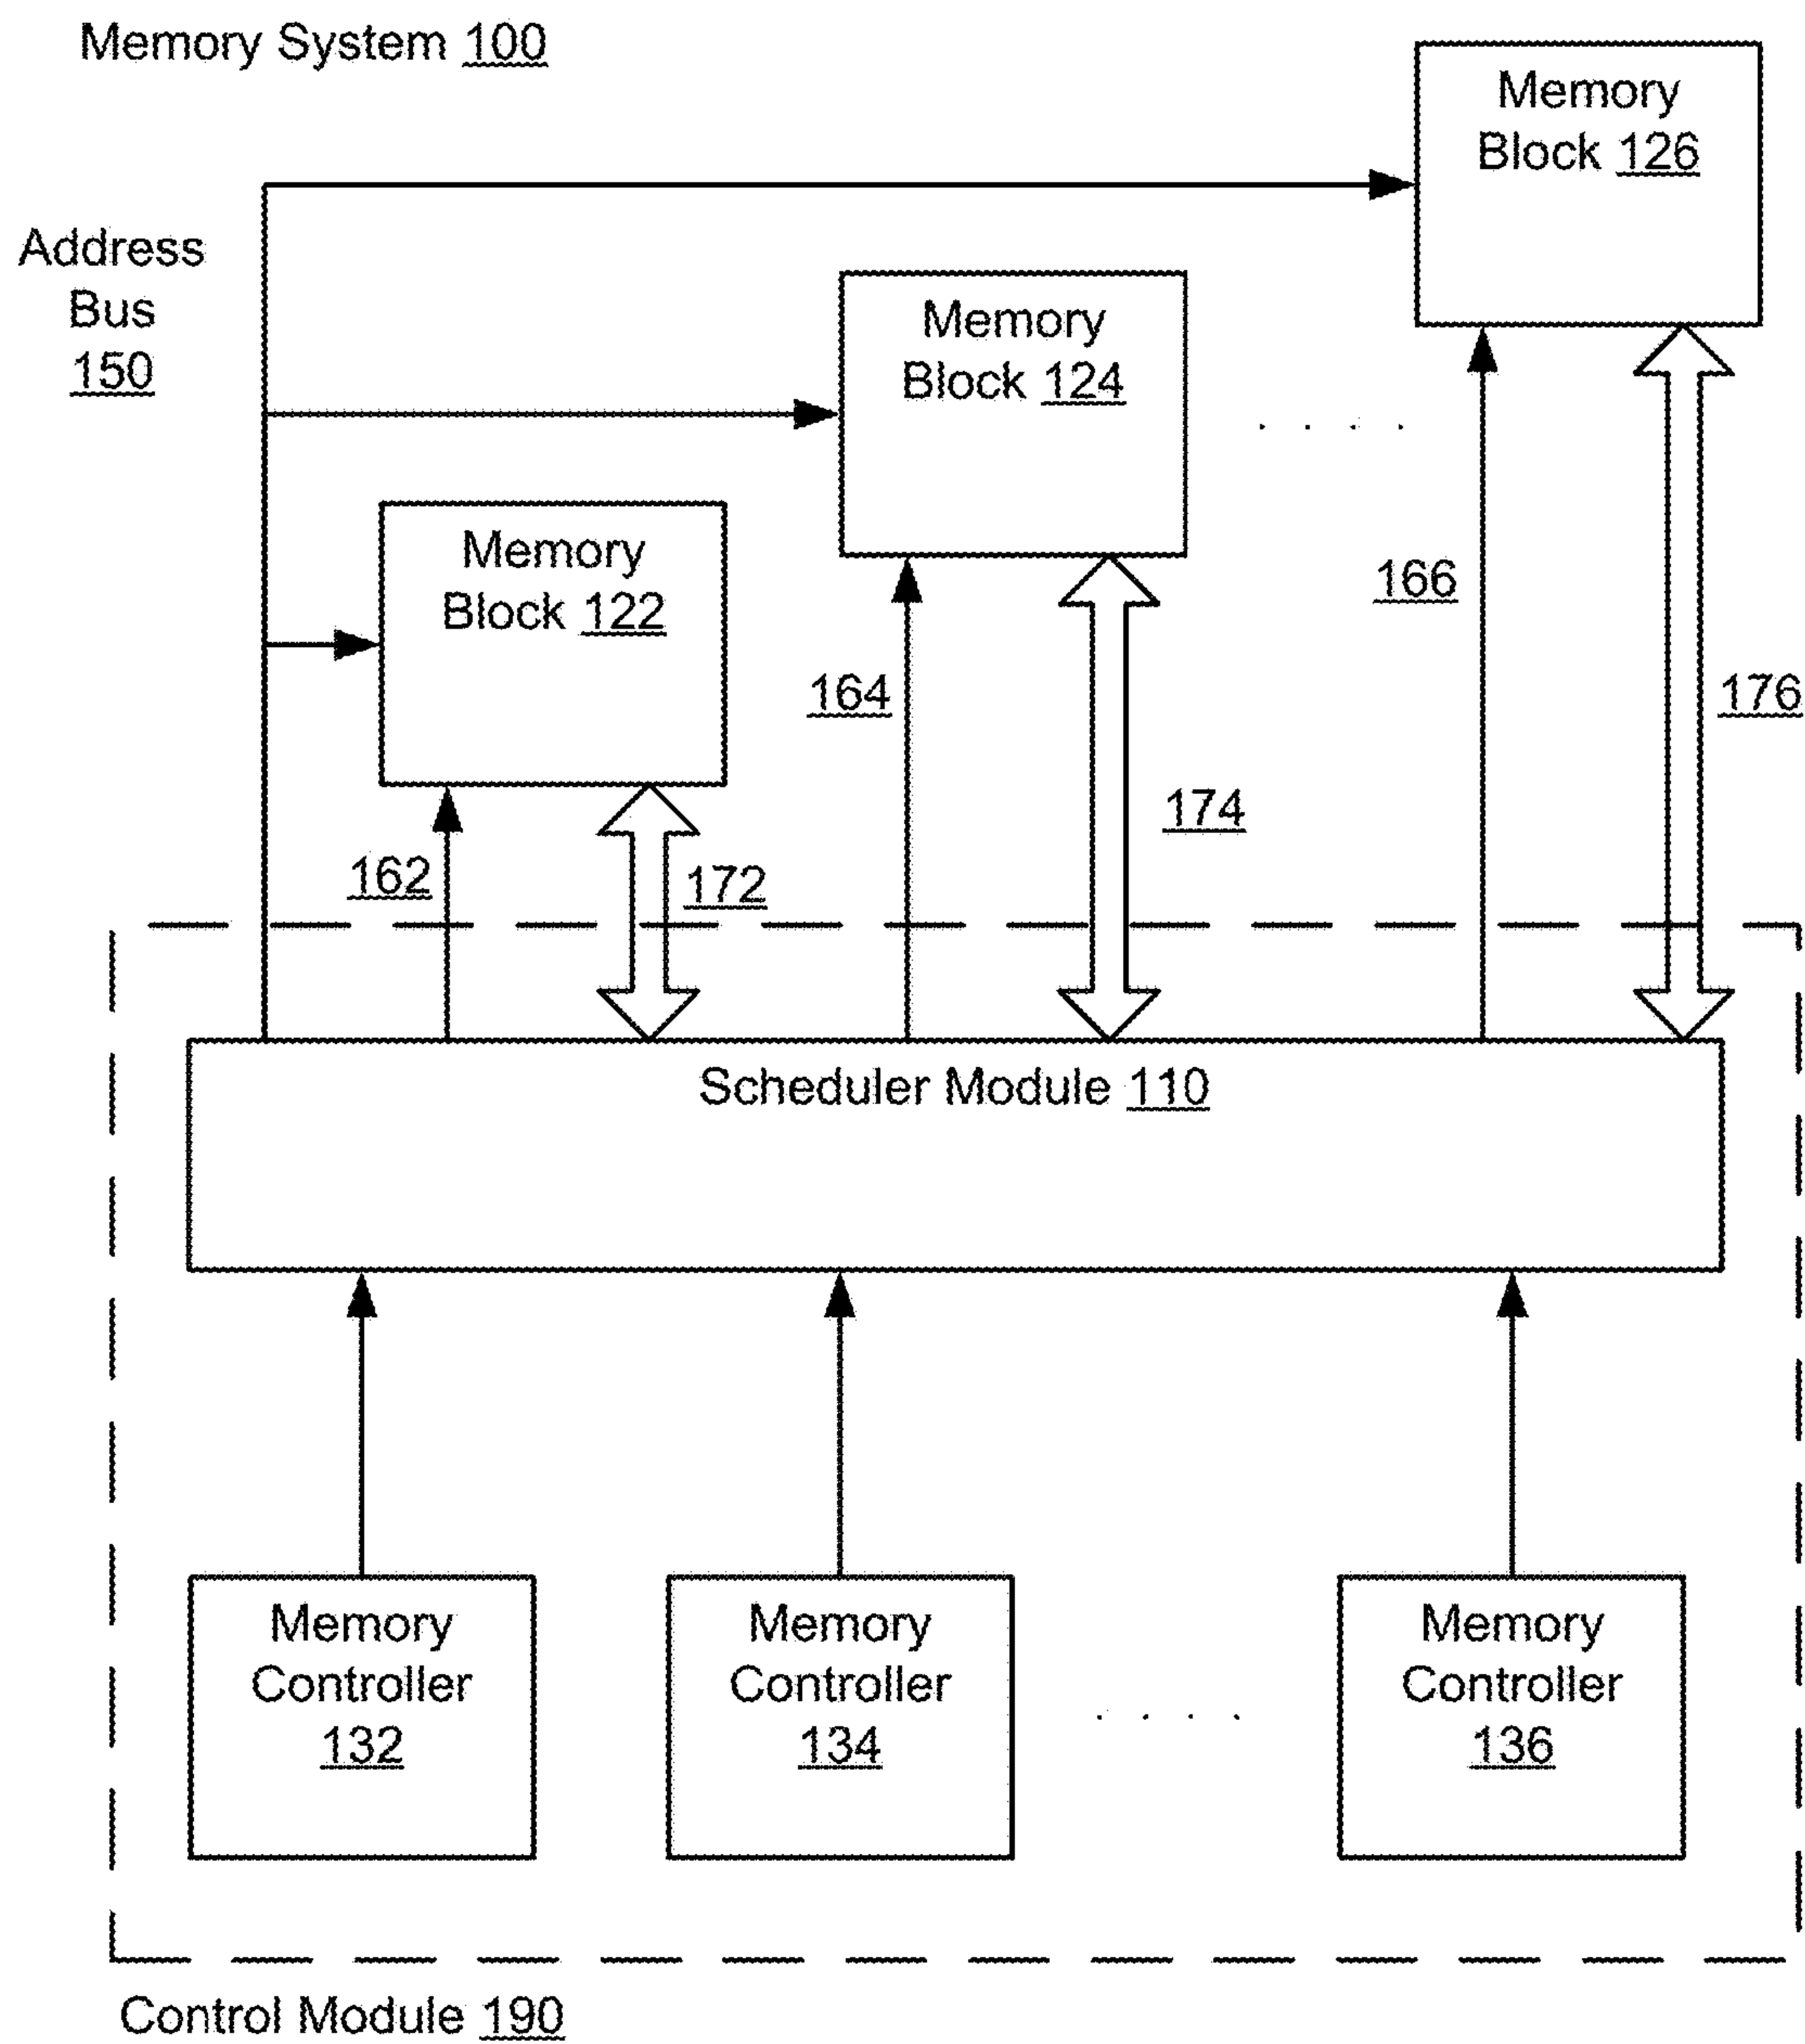 Memory System 100
Memory
Block 126
Address
Bus
150
Memory
Block 124
. . . .
Memory
Block 122
166
164
176
174
162
172
Scheduler Module 110
Memory
Controller
132
Memory
Controller
134
. . . .
Memory
Controller
136
Control Module 190